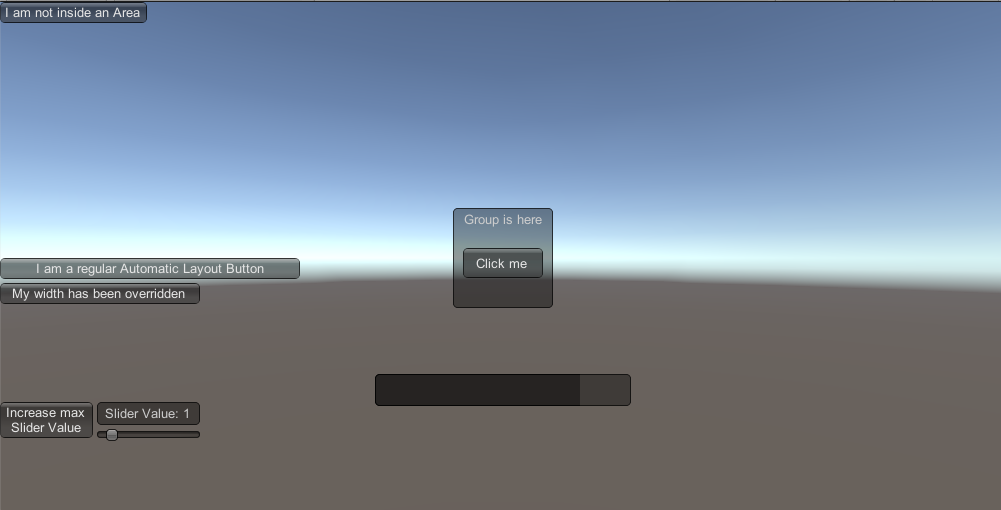 I am not inside an Area
Group is here
Click me
I am a regular Automatic Layout Button
My width has been overridden
Increase max
Slider Value
Slider Value: 1